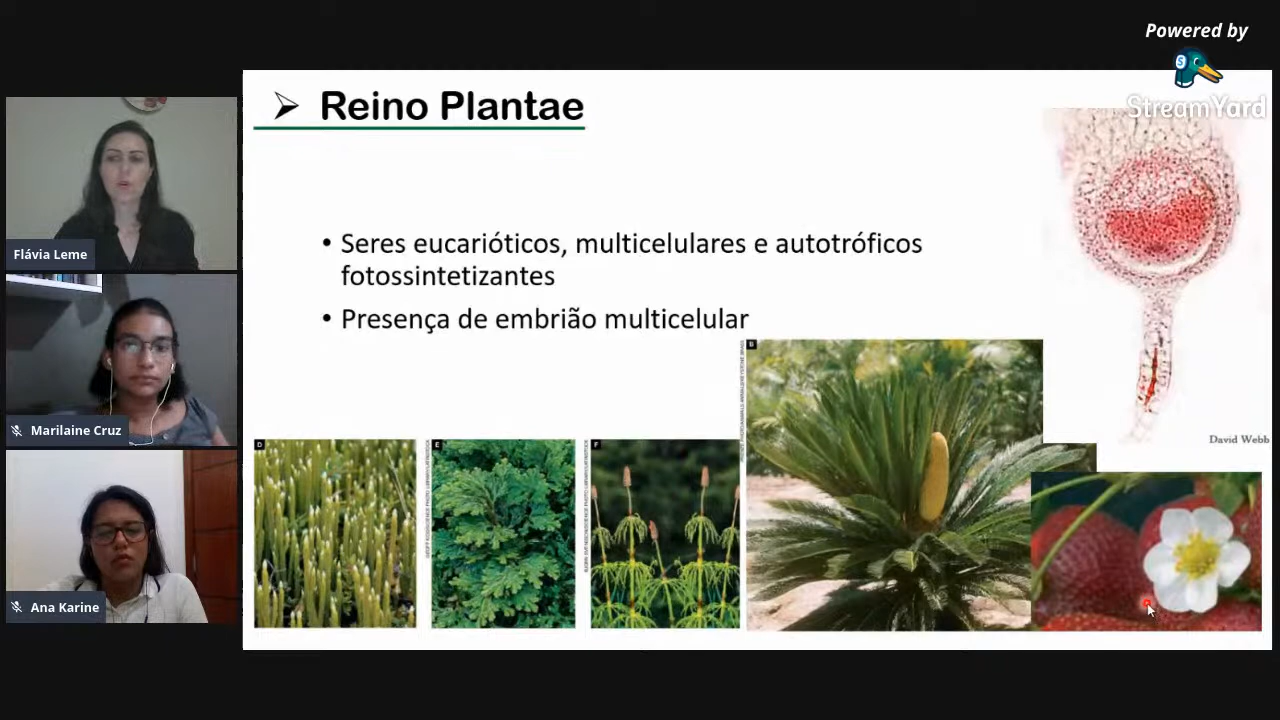 Powered by
StreamYard
Reino Plantae
• Seres eucarióticos, multicelulares e autotróficos
fotossintetizantes
• Presença de embrião multicelular
Flávia Leme
Marilaine Cruz
Ana Karine
David Webb
B
D
E
F